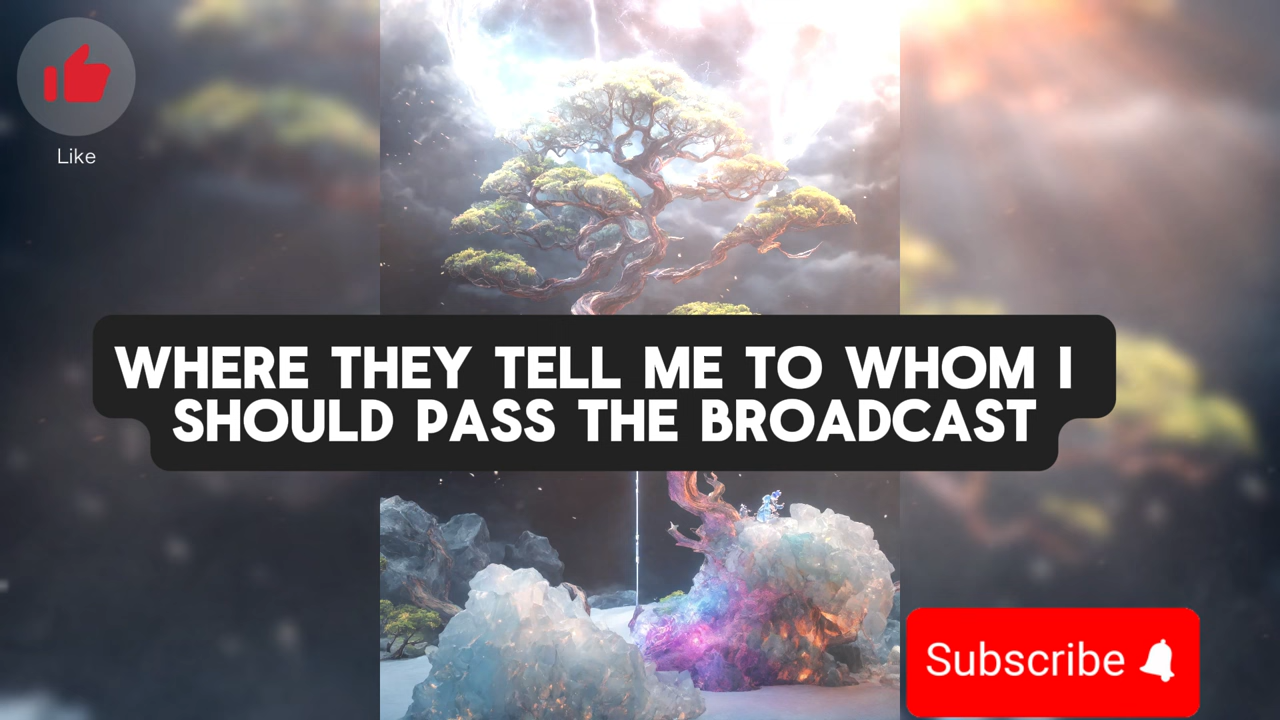 Like
WHERE THEY TELL ME TO WHOM I
SHOULD PASS THE BROADCAST
Subscribe